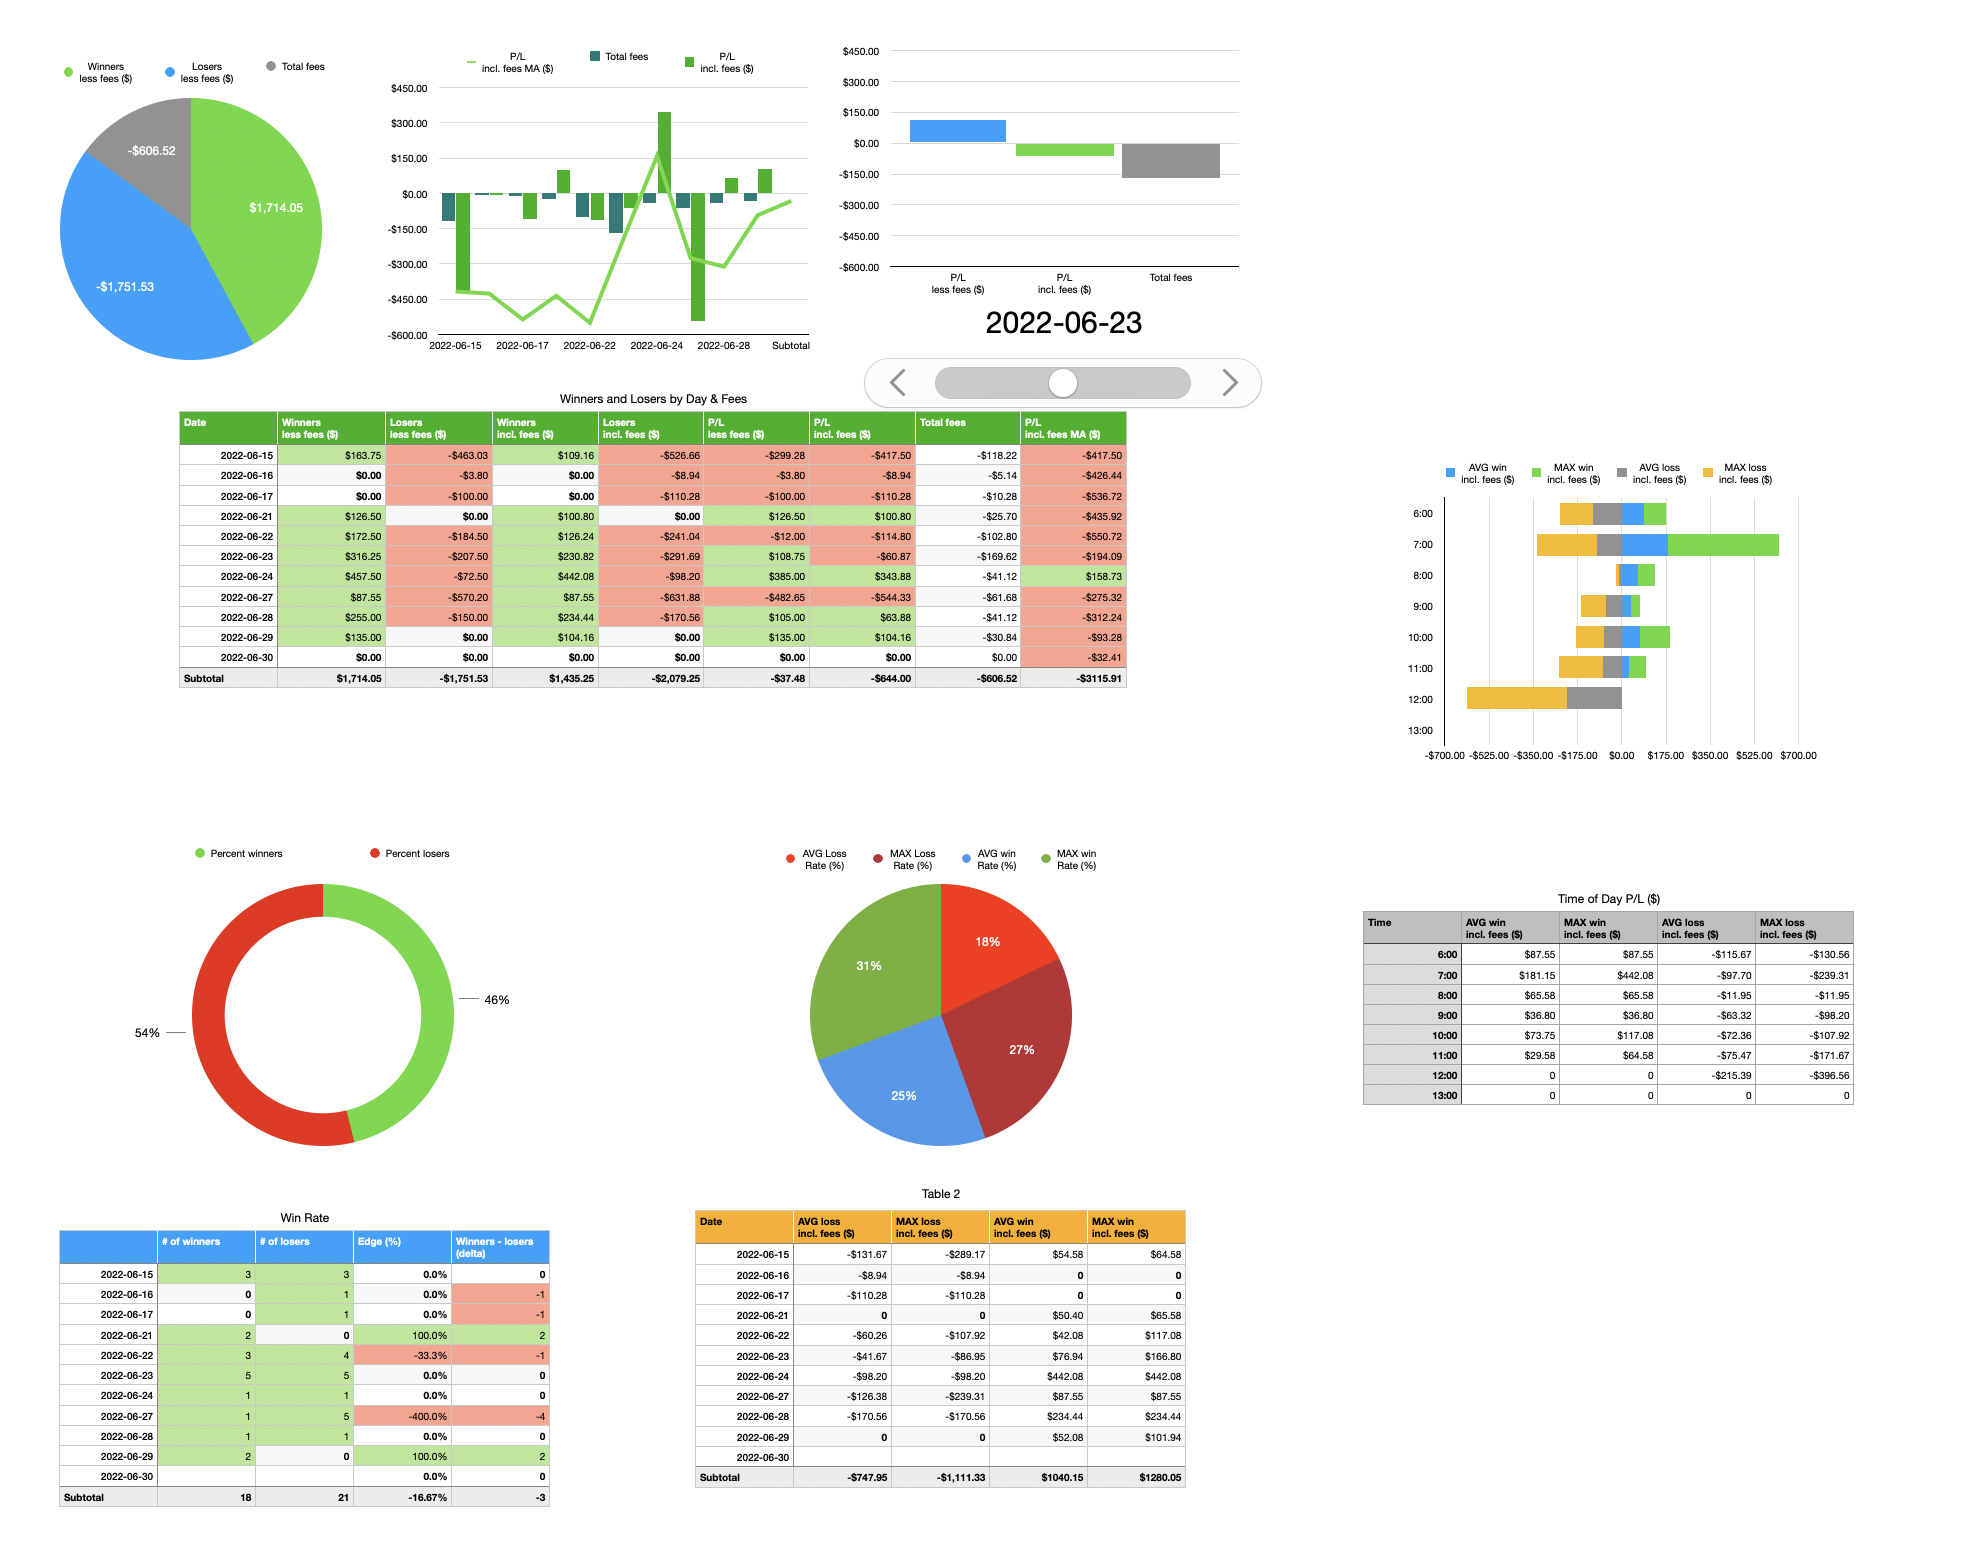 Winners
less fees ($)
Losers
less fees ($)
Total fees
-$606.52
$1,714.05
-$1,751.53
P/L
incl. fees MA ($)
Total fees
P/L
incl. fees ($)
$450.00
$300.00
$150.00
$0.00
-$150.00
-$300.00
-$450.00
-$600.00
2022-06-15 2022-06-17 2022-06-22 2022-06-24 2022-06-28 Subtotal
$450.00
$300.00
$150.00
$0.00
-$150.00
-$300.00
-$450.00
-$600.00
P/L
less fees ($)
P/L
incl. fees ($)
Total fees
2022-06-23
Winners and Losers by Day & Fees
Date Winners less fees ($) Losers less fees ($) Winners incl. fees ($) Losers incl. fees ($) P/L less fees ($) P/L incl. fees ($) Total fees P/L incl. fees MA ($)
2022-06-15 $163.75 -$463.03 $109.16 -$526.66 -$299.28 -$417.50 -$118.22 -$417.50
2022-06-16 $0.00 -$3.80 $0.00 -$8.94 -$3.80 -$8.94 -$5.14 -$426.44
2022-06-17 $0.00 -$100.00 $0.00 -$110.28 -$100.00 -$110.28 -$10.28 -$536.72
2022-06-21 $126.50 $0.00 $100.80 $0.00 $126.50 $100.80 -$25.70 -$435.92
2022-06-22 $172.50 -$184.50 $126.24 -$241.04 -$12.00 -$114.80 -$102.80 -$550.72
2022-06-23 $316.25 -$207.50 $230.82 -$291.69 $108.75 -$60.87 -$169.62 -$194.09
2022-06-24 $457.50 -$72.50 $442.08 -$98.20 $385.00 $343.88 -$41.12 $158.73
2022-06-27 $87.55 -$570.20 $87.55 -$631.88 -$482.65 -$544.33 -$61.68 -$275.32
2022-06-28 $255.00 -$150.00 $234.44 -$170.56 $105.00 $63.88 -$41.12 -$312.24
2022-06-29 $135.00 $0.00 $104.16 $0.00 $135.00 $104.16 -$30.84 -$93.28
2022-06-30 $0.00 $0.00 $0.00 $0.00 $0.00 $0.00 $0.00 -$32.41
Subtotal $1,714.05 -$1,751.53 $1,435.25 -$2,079.25 -$37.48 -$644.00 -$606.52 -$3115.91
AVG win
incl. fees ($)
MAX win
incl. fees ($)
AVG loss
incl. fees ($)
MAX loss
incl. fees ($)
6:00
7:00
8:00
9:00
10:00
11:00
12:00
13:00
-$700.00 -$525.00 -$350.00 -$175.00 $0.00 $175.00 $350.00 $525.00 $700.00
Percent winners
Percent losers
46%
54%
AVG Loss
Rate (%)
MAX Loss
Rate (%)
AVG win
Rate (%)
MAX win
Rate (%)
18%
31%
27%
25%
Time of Day P/L ($)
Time AVG win incl. fees ($) MAX win incl. fees ($) AVG loss incl. fees ($) MAX loss incl. fees ($)
6:00 $87.55 $87.55 -$115.67 -$130.56
7:00 $181.15 $442.08 -$97.70 -$239.31
8:00 $65.58 $65.58 -$11.95 -$11.95
9:00 $36.80 $36.80 -$63.32 -$98.20
10:00 $73.75 $117.08 -$72.36 -$107.92
11:00 $29.58 $64.58 -$75.47 -$171.67
12:00 0 0 -$215.39 -$396.56
13:00 0 0 0 0
Win Rate
# of winners # of losers Edge (%) Winners - losers (delta)
2022-06-15 3 3 0.0% 0
2022-06-16 0 1 0.0% -1
2022-06-17 0 1 0.0% -1
2022-06-21 2 0 100.0% 2
2022-06-22 3 4 -33.3% -1
2022-06-23 5 5 0.0% 0
2022-06-24 1 1 0.0% 0
2022-06-27 1 5 -400.0% -4
2022-06-28 1 1 0.0% 0
2022-06-29 2 0 100.0% 2
2022-06-30 0.0% 0
Subtotal 18 21 -16.67% -3
Table 2
Date AVG loss incl. fees ($) MAX loss incl. fees ($) AVG win incl. fees ($) MAX win incl. fees ($)
2022-06-15 -$131.67 -$289.17 $54.58 $64.58
2022-06-16 -$8.94 -$8.94 0 0
2022-06-17 -$110.28 -$110.28 0 0
2022-06-21 0 0 $50.40 $65.58
2022-06-22 -$60.26 -$107.92 $42.08 $117.08
2022-06-23 -$41.67 -$86.95 $76.94 $166.80
2022-06-24 -$98.20 -$98.20 $442.08 $442.08
2022-06-27 -$126.38 -$239.31 $87.55 $87.55
2022-06-28 -$170.56 -$170.56 $234.44 $234.44
2022-06-29 0 0 $52.08 $101.94
2022-06-30
Subtotal -$747.95 -$1,111.33 $1040.15 $1280.05